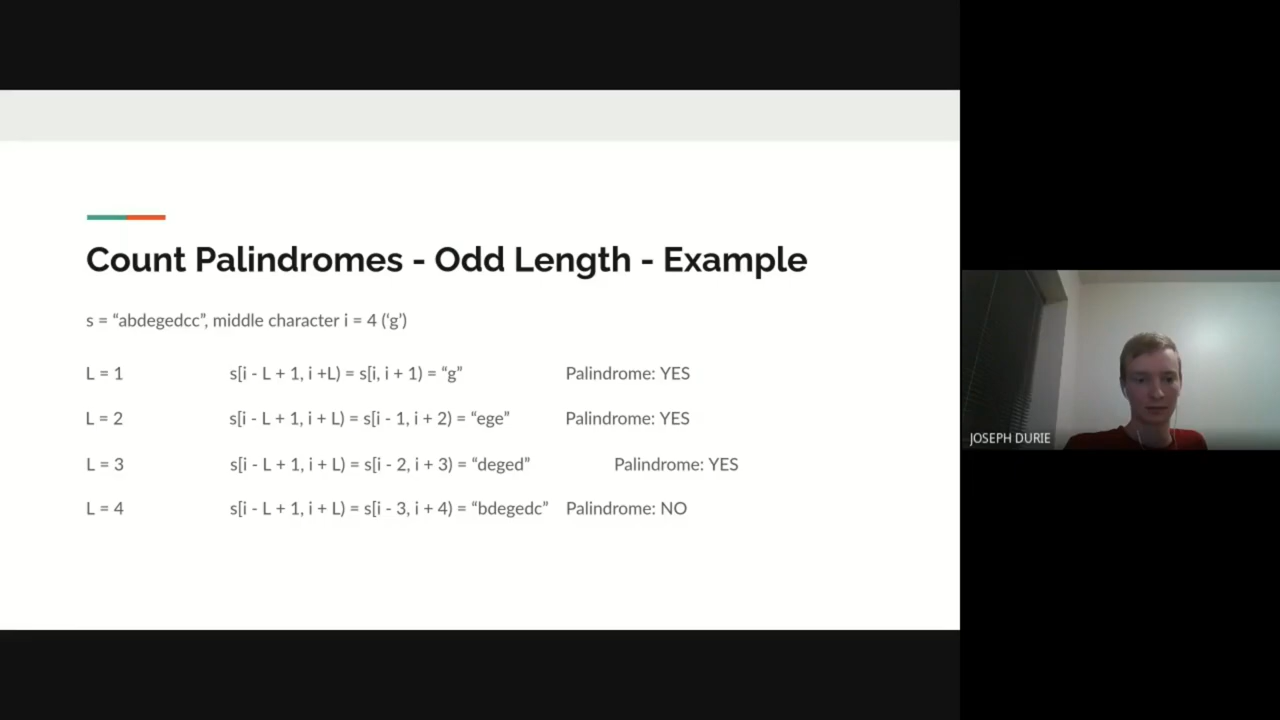 Count Palindromes - Odd Length - Example
s = “abdegedcc”, middle character i = 4 (‘g’)
L = 1 s[i - L + 1, i +L) = s[i, i + 1) = “g” Palindrome: YES
L = 2 s[i - L + 1, i + L) = s[i - 1, i + 2) = “ege” Palindrome: YES
L = 3 s[i - L + 1, i + L) = s[i - 2, i + 3) = “deged” Palindrome: YES
L = 4 s[i - L + 1, i + L) = s[i - 3, i + 4) = “bdegedc” Palindrome: NO
JOSEPH DURIE